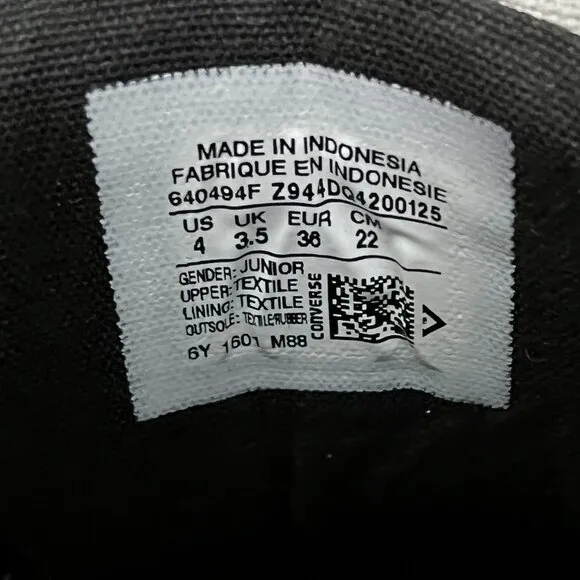 MADE IN INDONESIA
FABRIQUE EN INDONESIE
640494F Z944DQ4200125
US UK EUR CM
4 3.5 36 22
GENDER: JUNIOR
UPPER: TEXTILE
LINING: TEXTILE
OUTSOLE: TEXTILE/RUBBER
CONVERSE
6Y 1601 M88